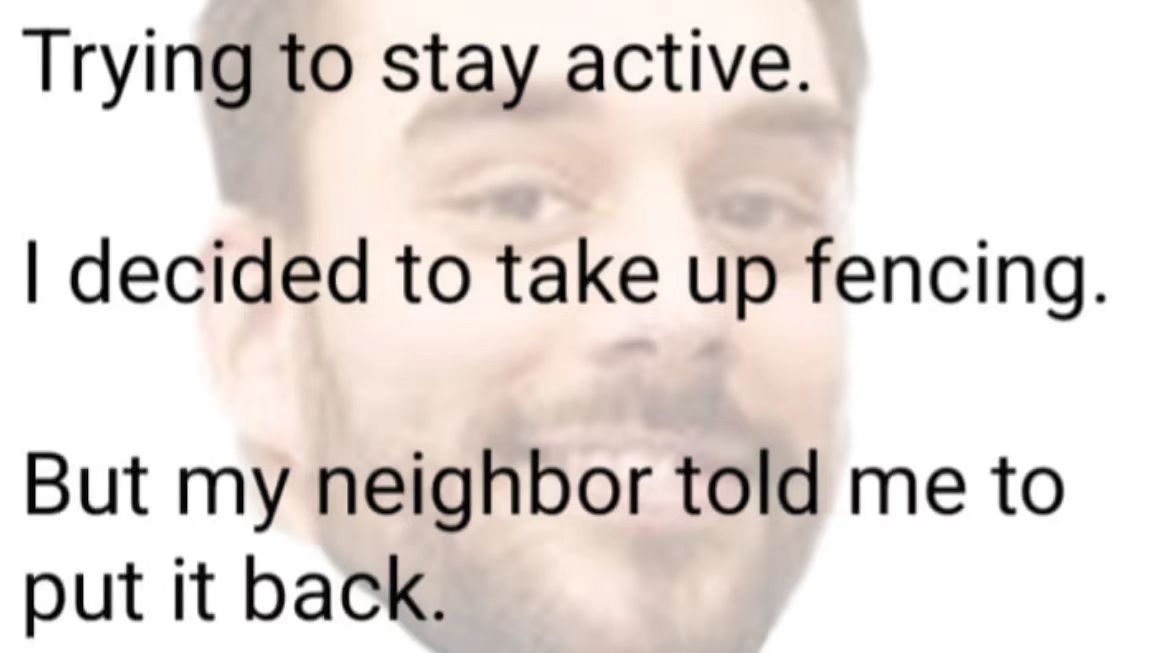 Trying to stay active.
I decided to take up fencing.
But my neighbor told me to
put it back.